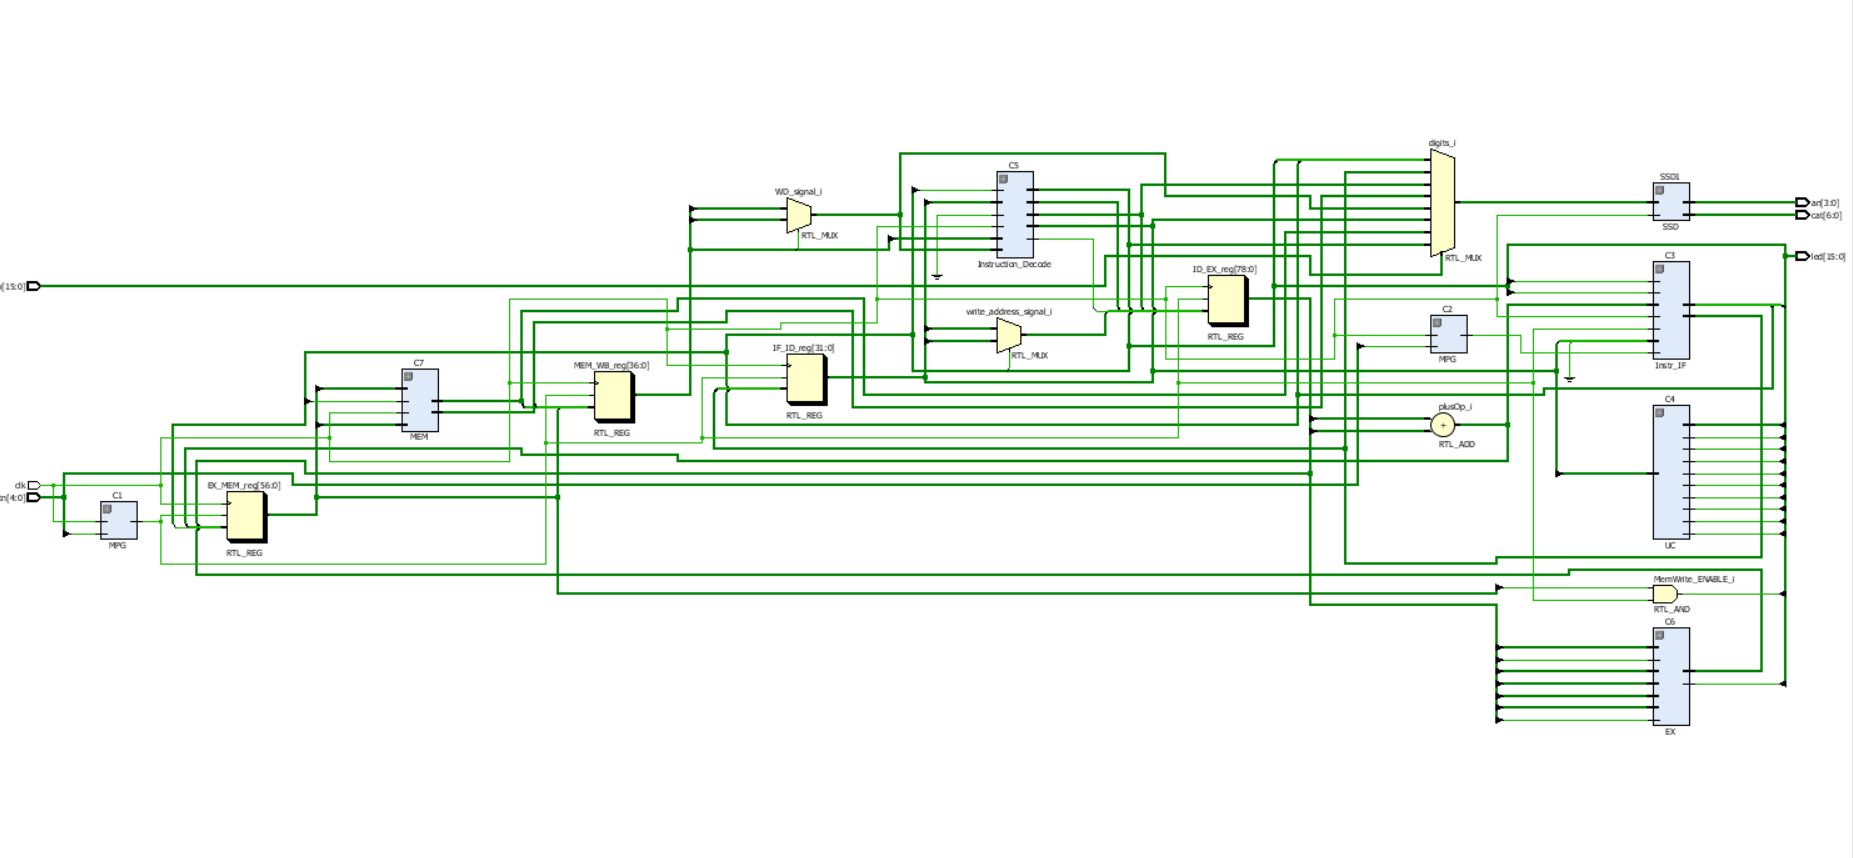 digits_i
RTL_MUX
SSD1
SSD
an[3:0]
cat[6:0]
led[15:0]
C5
Instruction_Decode
WD_signal_i
RTL_MUX
[15:0]
ID_EX_reg[78:0]
RTL_REG
C3
Instr_IF
C2
MPG
write_address_signal_i
RTL_MUX
IF_ID_reg[31:0]
RTL_REG
C7
MEM
MEM_WB_reg[36:0]
RTL_REG
plusOp_i
+
RTL_ADD
C4
UC
clk
n[4:0]
C1
MPG
EX_MEM_reg[56:0]
RTL_REG
MemWrite_ENABLE_i
RTL_AND
C6
EX